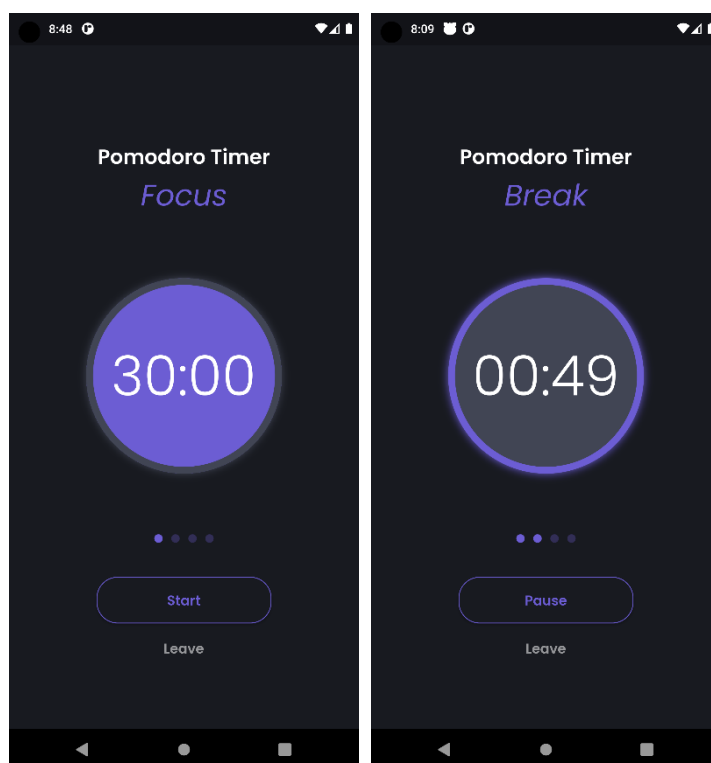 8:48
Pomodoro Timer
Focus
30:00
Start
Leave
8:09
Pomodoro Timer
Break
00:49
Pause
Leave